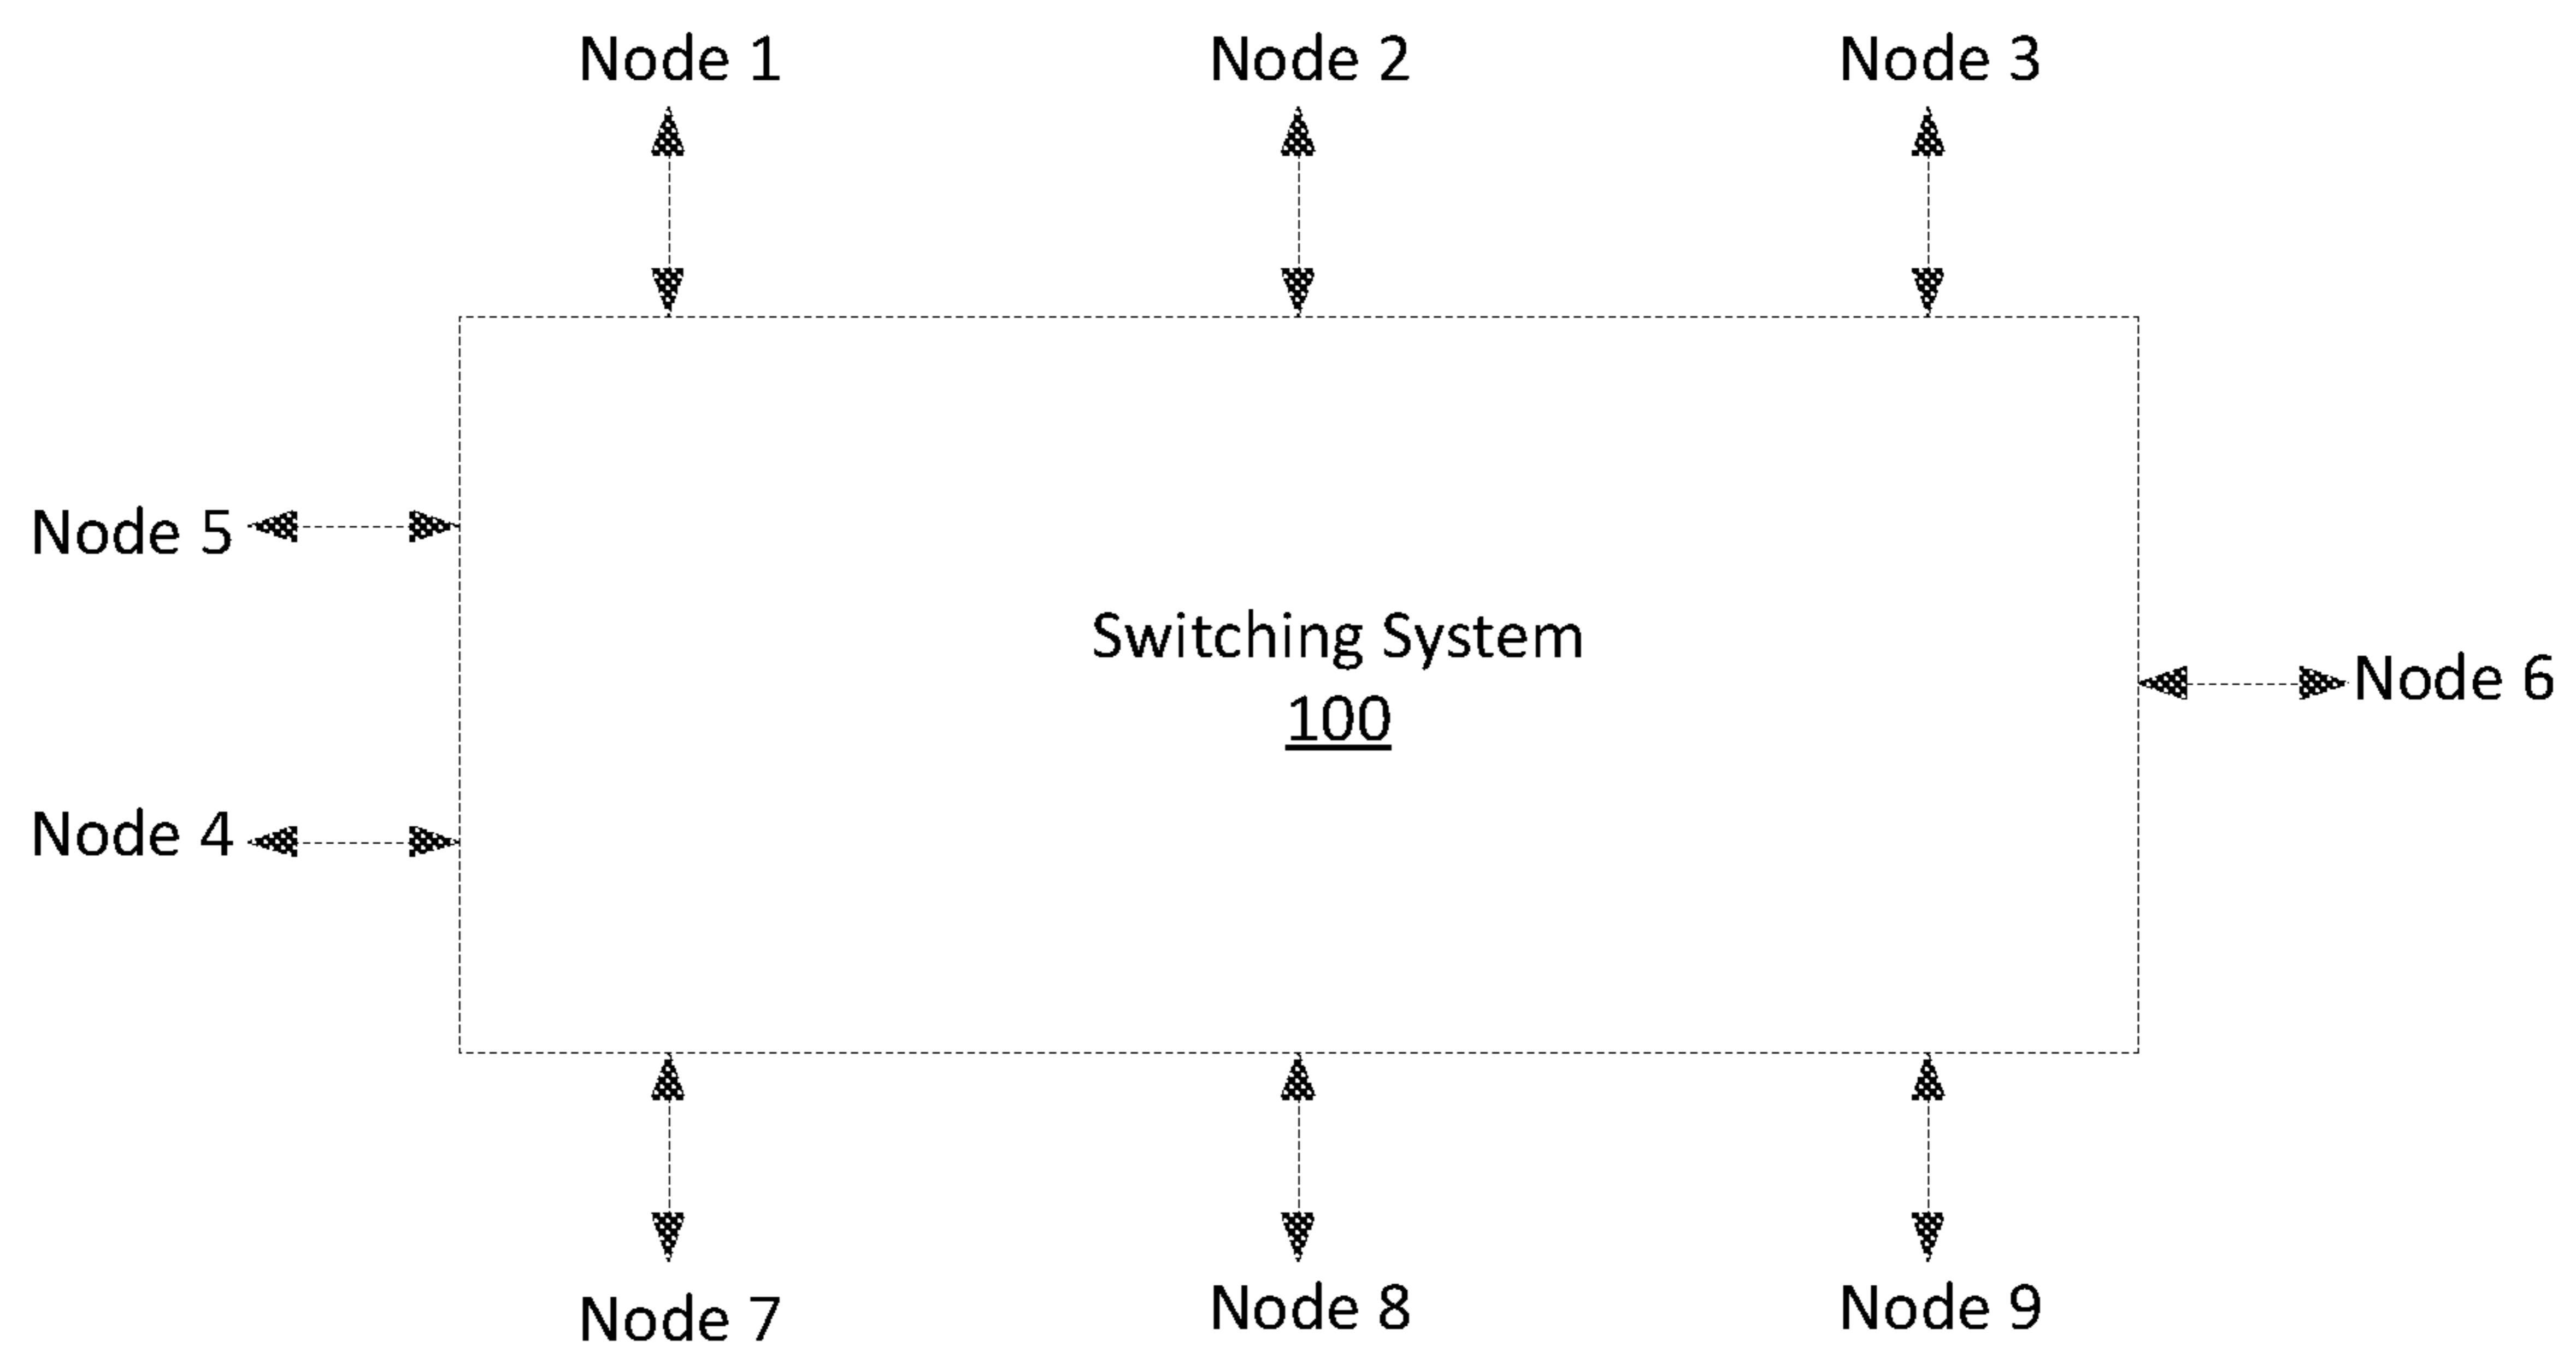 Node 1
Node 2
Node 3
Node 5
Switching System
100
Node 6
Node 4
Node 7
Node 8
Node 9